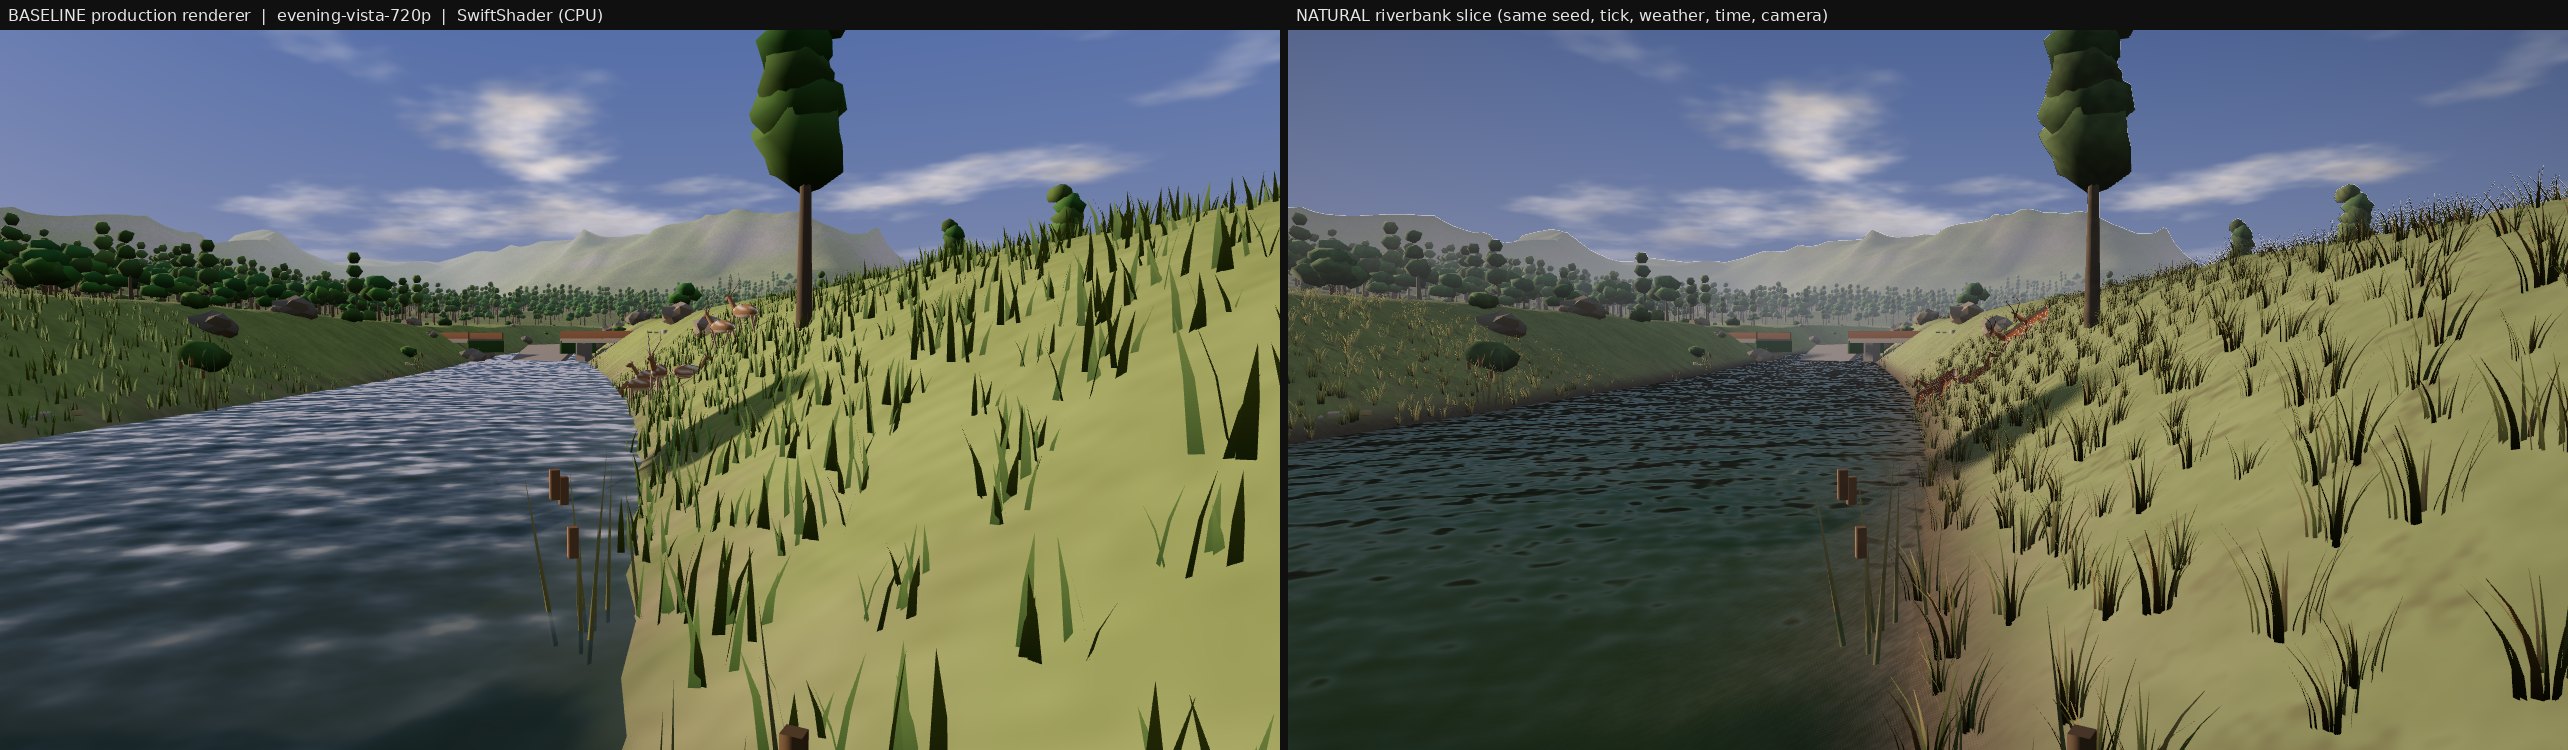 BASELINE production renderer | evening-vista-720p | SwiftShader (CPU)
NATURAL riverbank slice (same seed, tick, weather, time, camera)